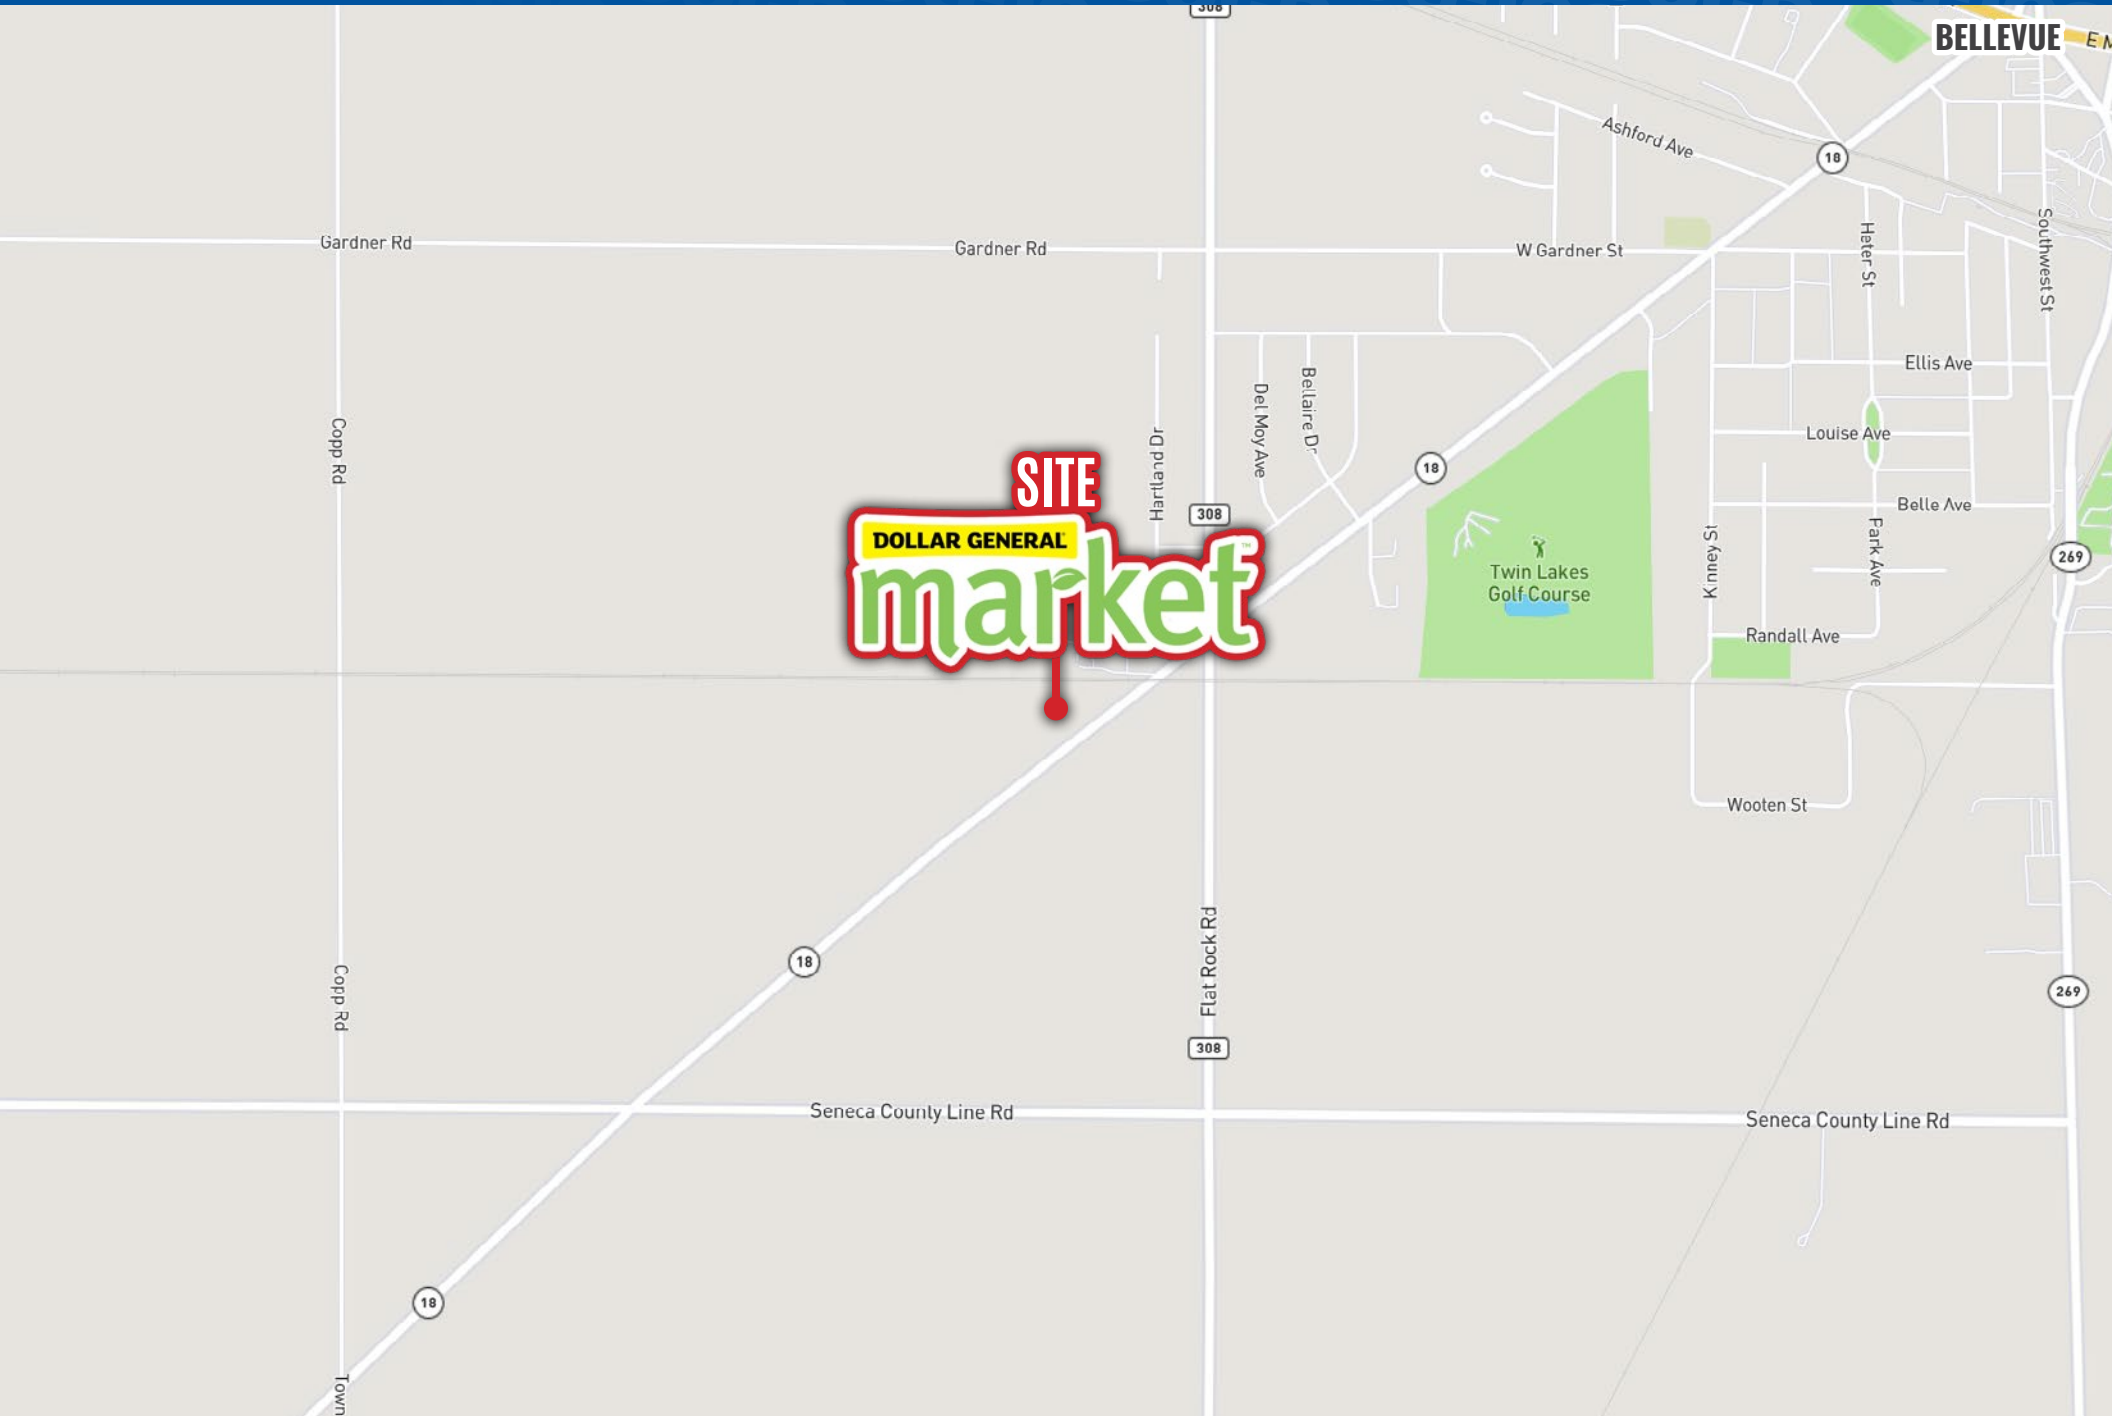 308
BELLEVUE
E M
Ashford Ave
18
Gardner Rd
Gardner Rd
W Gardner St
Heter St
Southwest St
Ellis Ave
Del Moy Ave
Bellaire Dr
Copp Rd
Hartland Dr
Louise Ave
18
SITE
308
Belle Ave
DOLLAR GENERAL
market™
Kinney St
Park Ave
269
Twin Lakes
Golf Course
Randall Ave
Wooten St
18
Flat Rock Rd
Copp Rd
269
308
Seneca County Line Rd
Seneca County Line Rd
18
Town